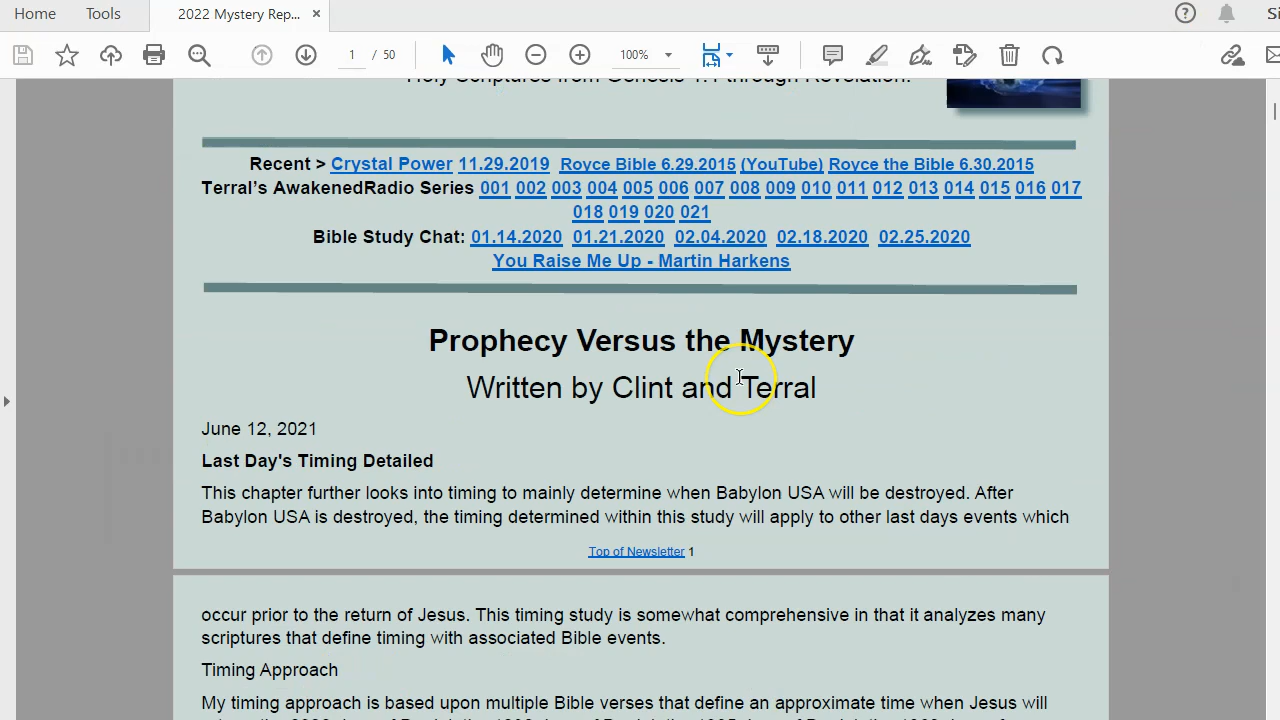 Home Tools 2022 Mystery Rep... × Si
1 / 50 100%
Holy Scriptures from Genesis 1:1 through Revelation.
Recent > Crystal Power 11.29.2019 Royce Bible 6.29.2015 (YouTube) Royce the Bible 6.30.2015
Terral's AwakenedRadio Series 001 002 003 004 005 006 007 008 009 010 011 012 013 014 015 016 017
018 019 020 021
Bible Study Chat: 01.14.2020 01.21.2020 02.04.2020 02.18.2020 02.25.2020
You Raise Me Up - Martin Harkens
Prophecy Versus the Mystery
Written by Clint and Terral
June 12, 2021
Last Day's Timing Detailed
This chapter further looks into timing to mainly determine when Babylon USA will be destroyed. After
Babylon USA is destroyed, the timing determined within this study will apply to other last days events which
Top of Newsletter 1
occur prior to the return of Jesus. This timing study is somewhat comprehensive in that it analyzes many
scriptures that define timing with associated Bible events.
Timing Approach
My timing approach is based upon multiple Bible verses that define an approximate time when Jesus will